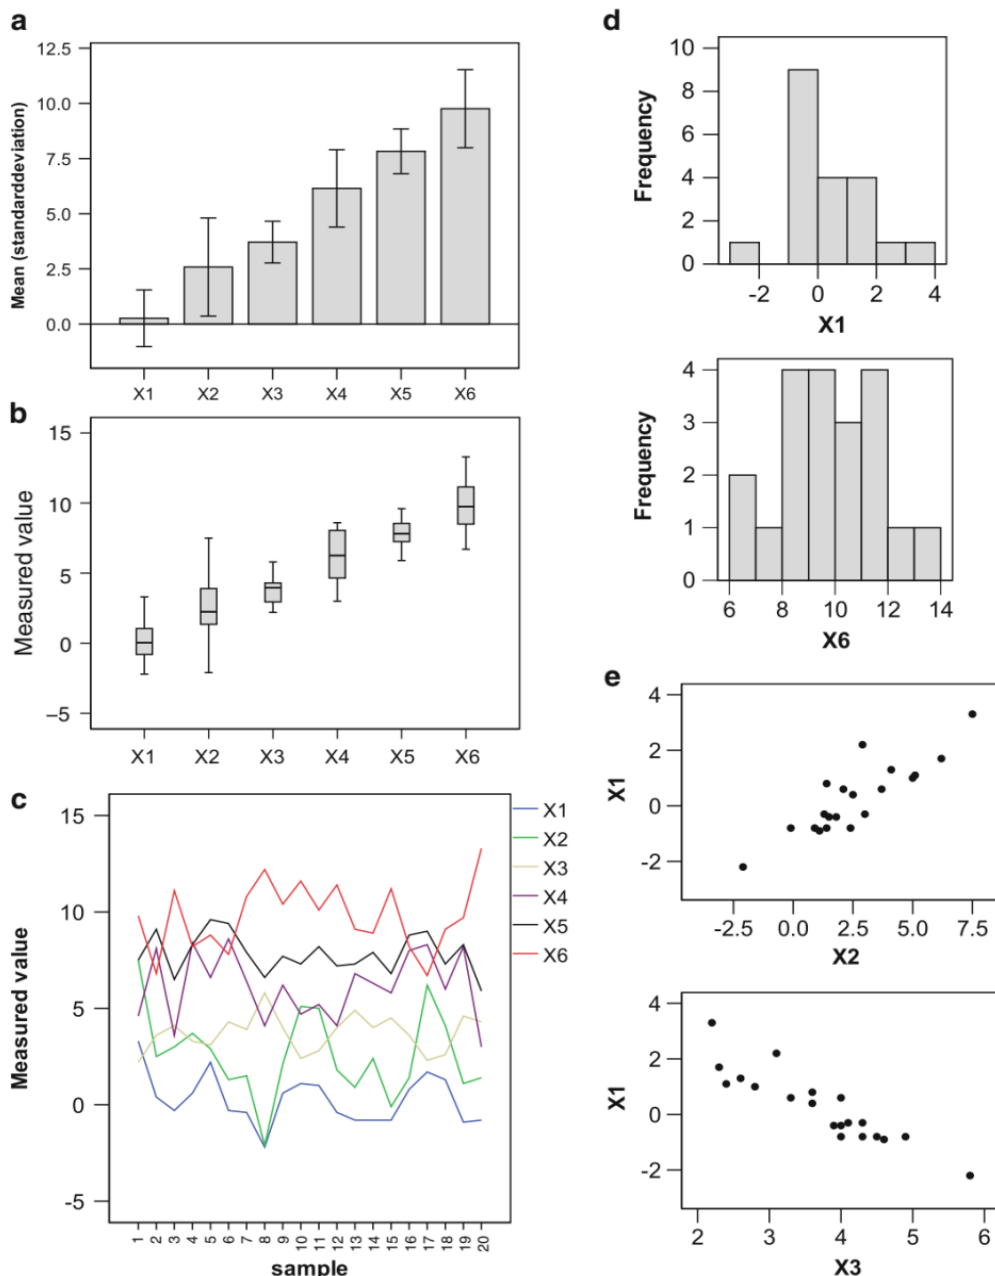 a
12.5
10.0
7.5
5.0
2.5
0.0
Mean (standarddeviation)
X1 X2 X3 X4 X5 X6
b
15
10
5
0
–5
Measured value
X1 X2 X3 X4 X5 X6
c
15
10
5
0
-5
Measured value
X1
X2
X3
X4
X5
X6
1 2 3 4 5 6 7 8 9 10 11 12 13 14 15 16 17 18 19 20
sample
d
10
8
6
4
2
0
Frequency
-2 0 2 4
X1
4
3
2
1
0
Frequency
6 8 10 12 14
X6
e
4
2
0
-2
X1
-2.5 0.0 2.5 5.0 7.5
X2
4
2
0
-2
X1
2 3 4 5 6
X3